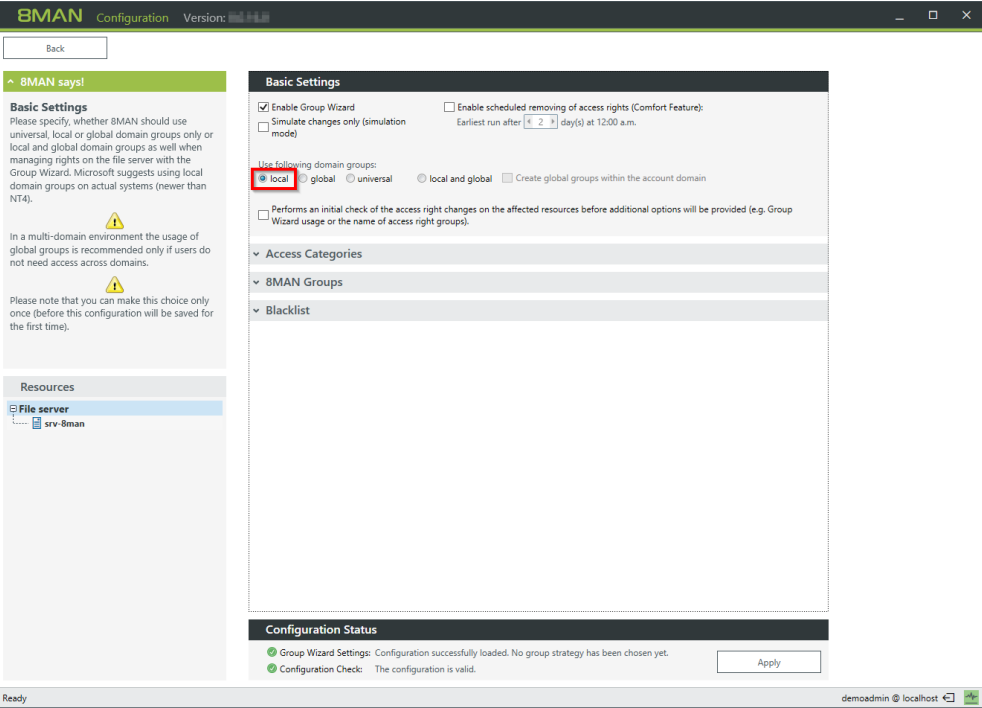 8MAN Configuration Version:
Back
8MAN says!
Basic Settings
Please specify, whether 8MAN should use
universal, local or global domain groups only or
local and global domain groups as well when
managing rights on the file server with the
Group Wizard. Microsoft suggests using local
domain groups on actual systems (newer than
NT4).
In a multi-domain environment the usage of
global groups is recommended only if users do
not need access across domains.
Please note that you can make this choice only
once (before this configuration will be saved for
the first time).
Resources
File server
srv-8man
Basic Settings
Enable Group Wizard
Simulate changes only (simulation
mode)
Enable scheduled removing of access rights (Comfort Feature):
Earliest run after 2 day(s) at 12:00 a.m.
Use following domain groups:
local global universal local and global Create global groups within the account domain
Performs an initial check of the access right changes on the affected resources before additional options will be provided (e.g. Group
Wizard usage or the name of access right groups).
Access Categories
8MAN Groups
Blacklist
Configuration Status
Group Wizard Settings: Configuration successfully loaded. No group strategy has been chosen yet.
Configuration Check: The configuration is valid.
Apply
Ready
demoadmin @ localhost